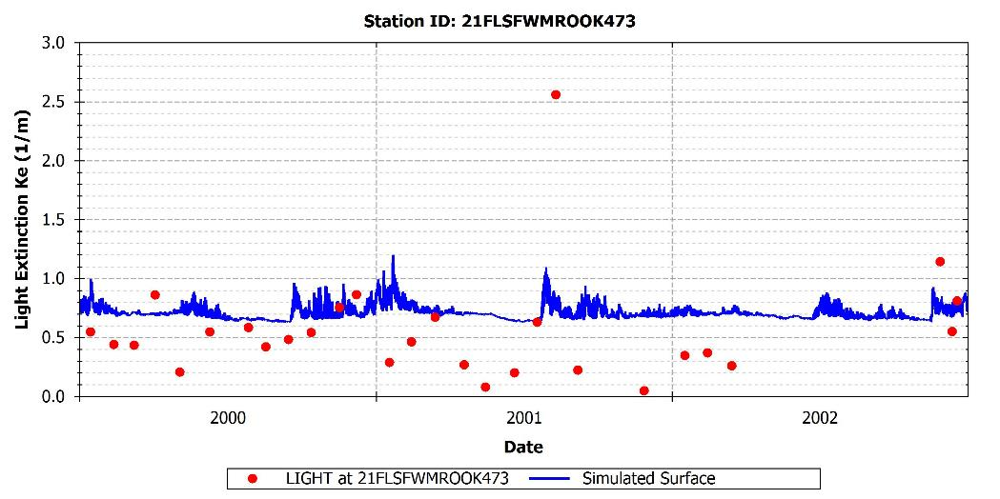 Station ID: 21FLSFWMROOK473
3.0
2.5
2.0
1.5
1.0
0.5
0.0
Light Extinction Ke (1/m)
2000 2001 2002
Date
LIGHT at 21FLSFWMROOK473 Simulated Surface